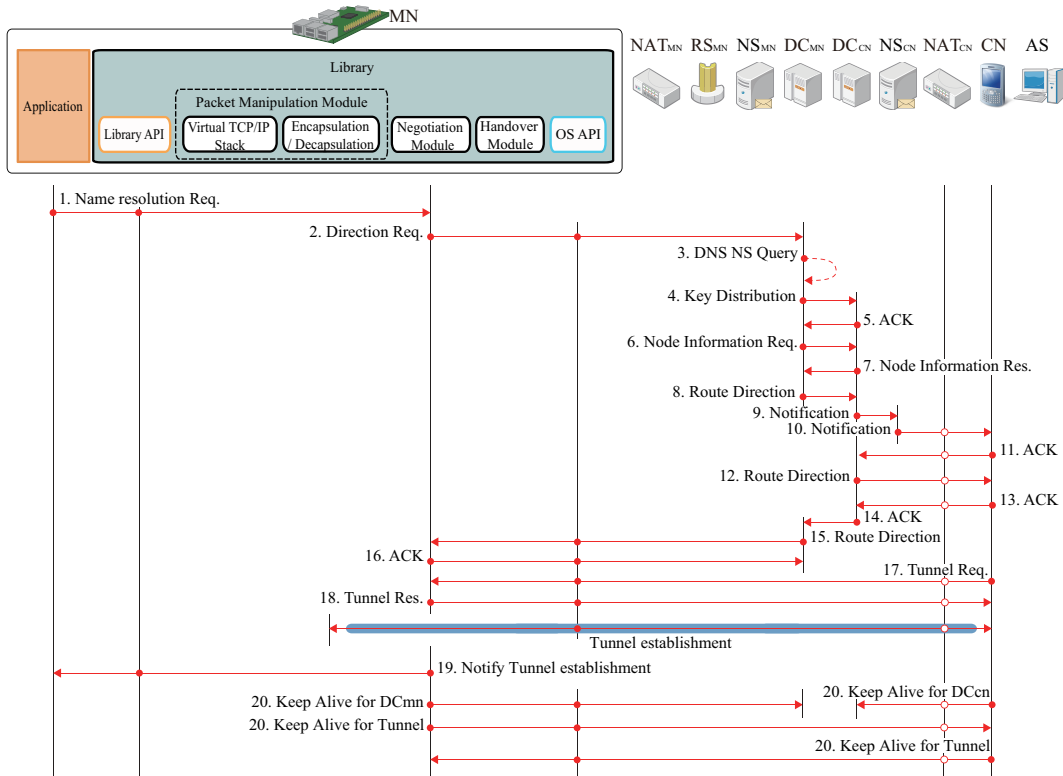 MN
NATMN RSMN NSMN DCMN DCCN NSCN NATCN CN AS
Library
Application
Packet Manipulation Module
Library API
Virtual TCP/IP
Stack
Encapsulation
/ Decapsulation
Negotiation
Module
Handover
Module
OS API
1. Name resolution Req.
2. Direction Req.
3. DNS NS Query
4. Key Distribution
5. ACK
6. Node Information Req.
7. Node Information Res.
8. Route Direction
9. Notification
10. Notification
11. ACK
12. Route Direction
13. ACK
14. ACK
15. Route Direction
16. ACK
17. Tunnel Req.
18. Tunnel Res.
Tunnel establishment
19. Notify Tunnel establishment
20. Keep Alive for DCmn
20. Keep Alive for DCcn
20. Keep Alive for Tunnel
20. Keep Alive for Tunnel